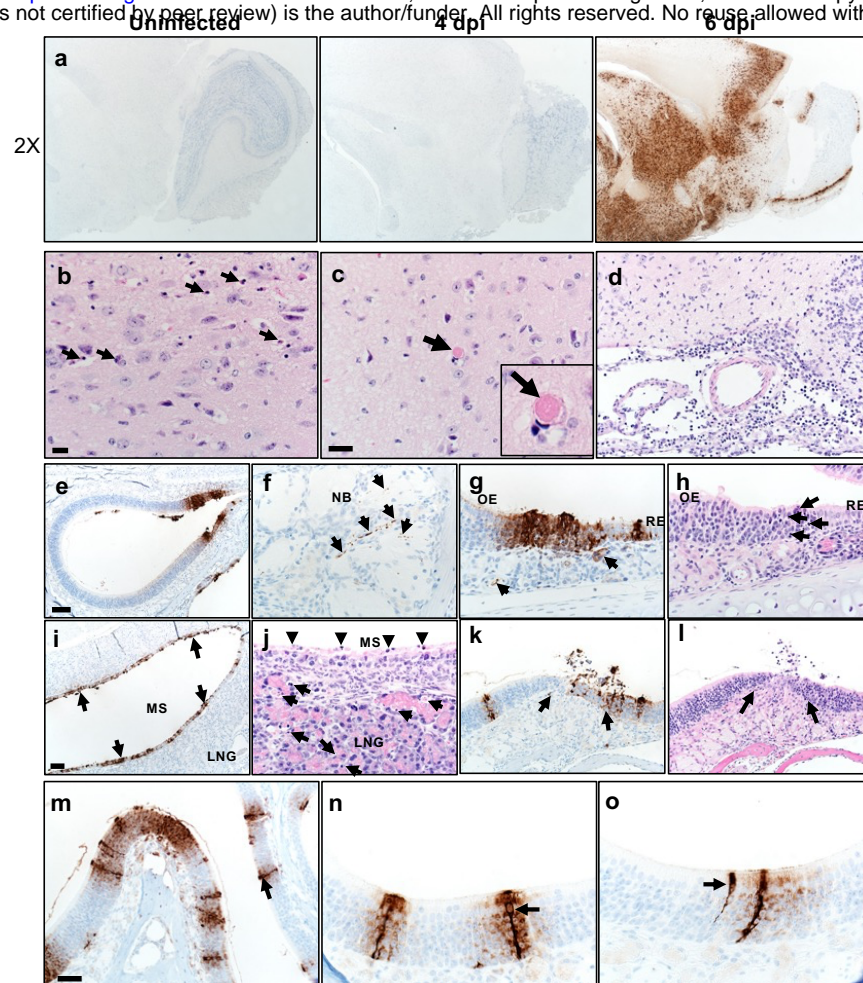 s not certified by peer review) is the author/funder. All rights reserved. No reuse allowed with
Uninfected 4 dpi 6 dpi
2X
a
b c d
e f g h
NB OE RE OE RE
i j k l
MS MS
LNG LNG
m n o